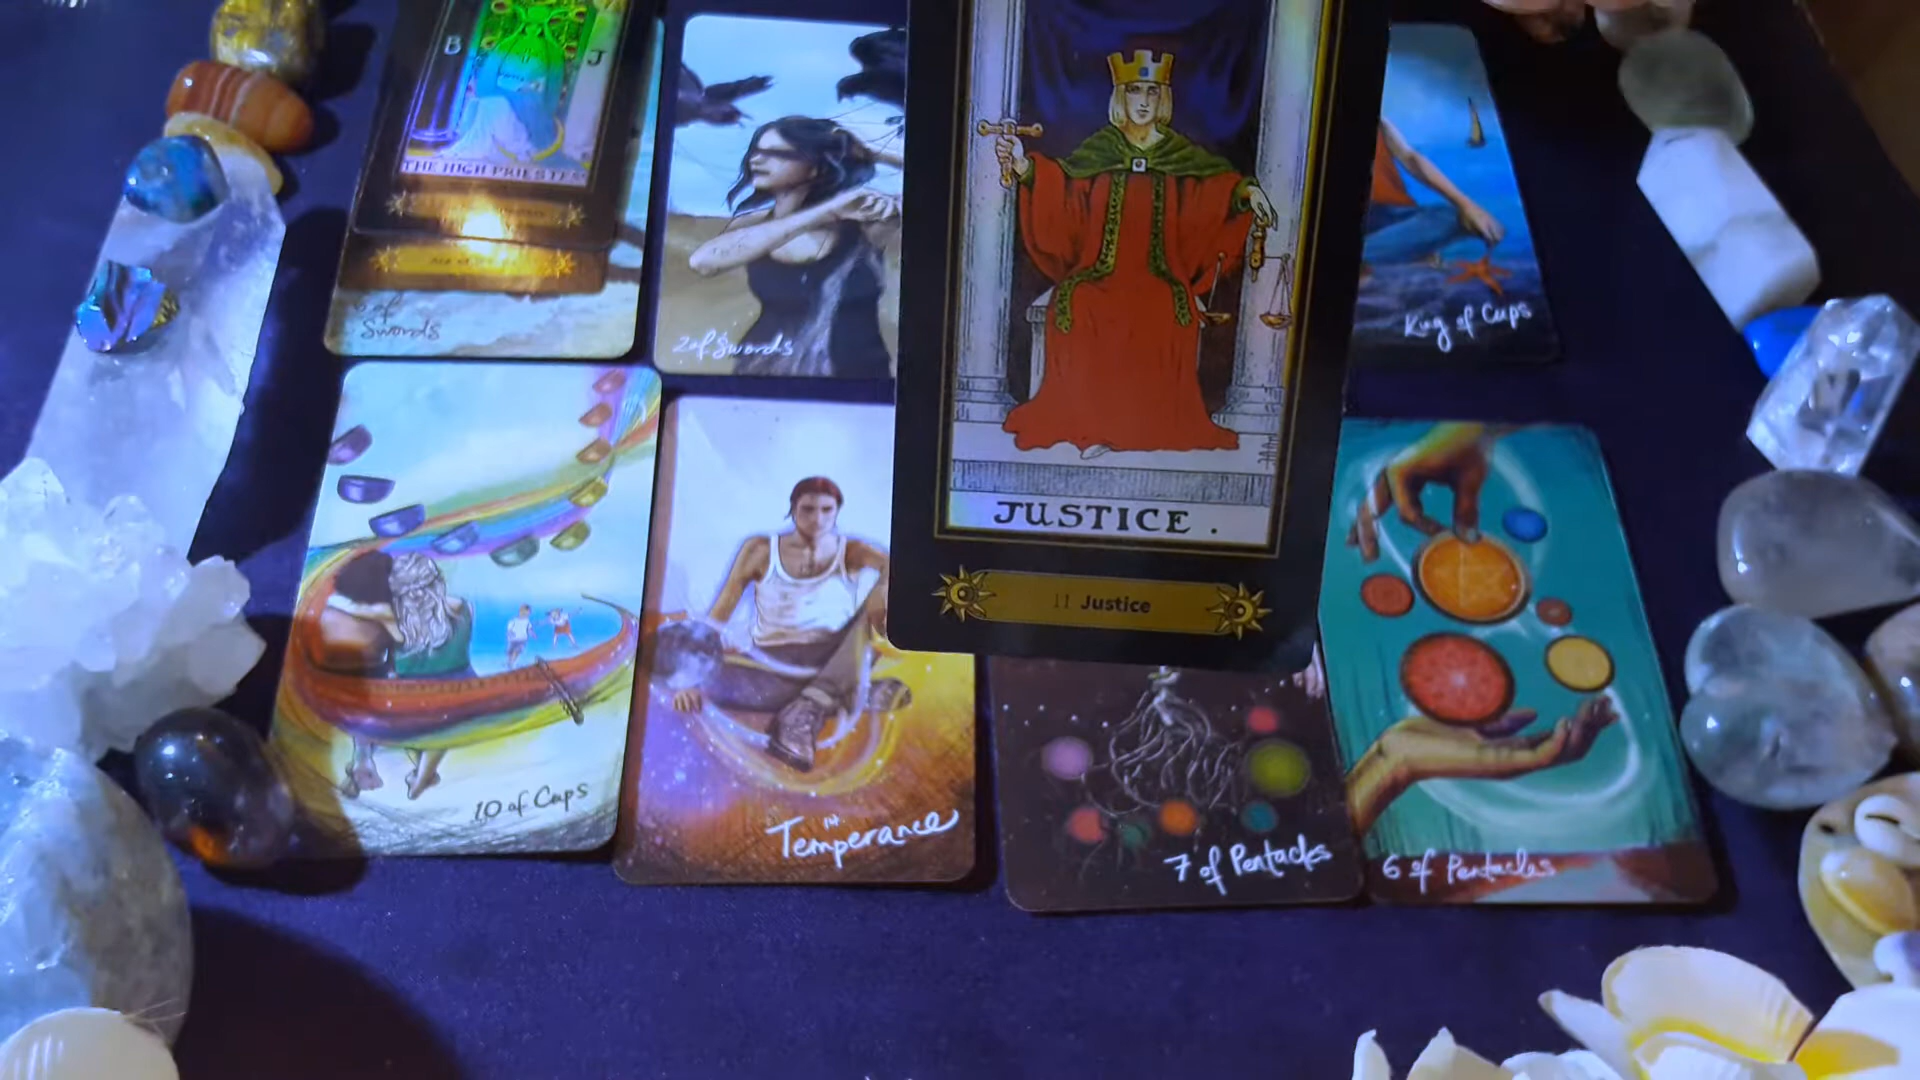 B
J
THE HIGH PRIESTESS
Swords
2 of Swords
King of Cups
JUSTICE.
11 Justice
10 of Cups
14
Temperance
7 of Pentacles
6 of Pentacles